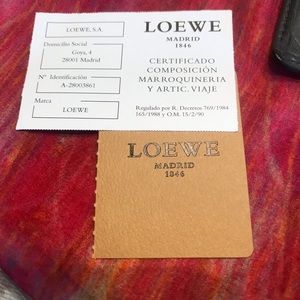 LOEWE, S.A.
Domicilio Social
Goya, 4
28001 Madrid
Nº Identificación
A-28003861
Marca
LOEWE
LOEWE
MADRID
1846
CERTIFICADO
COMPOSICIÓN
MARROQUINERIA
Y ARTIC. VIAJE
Regulado por R. Decretos 769/1984
165/1988 y O.M. 15/2/90
LOEWE
MADRID
1846